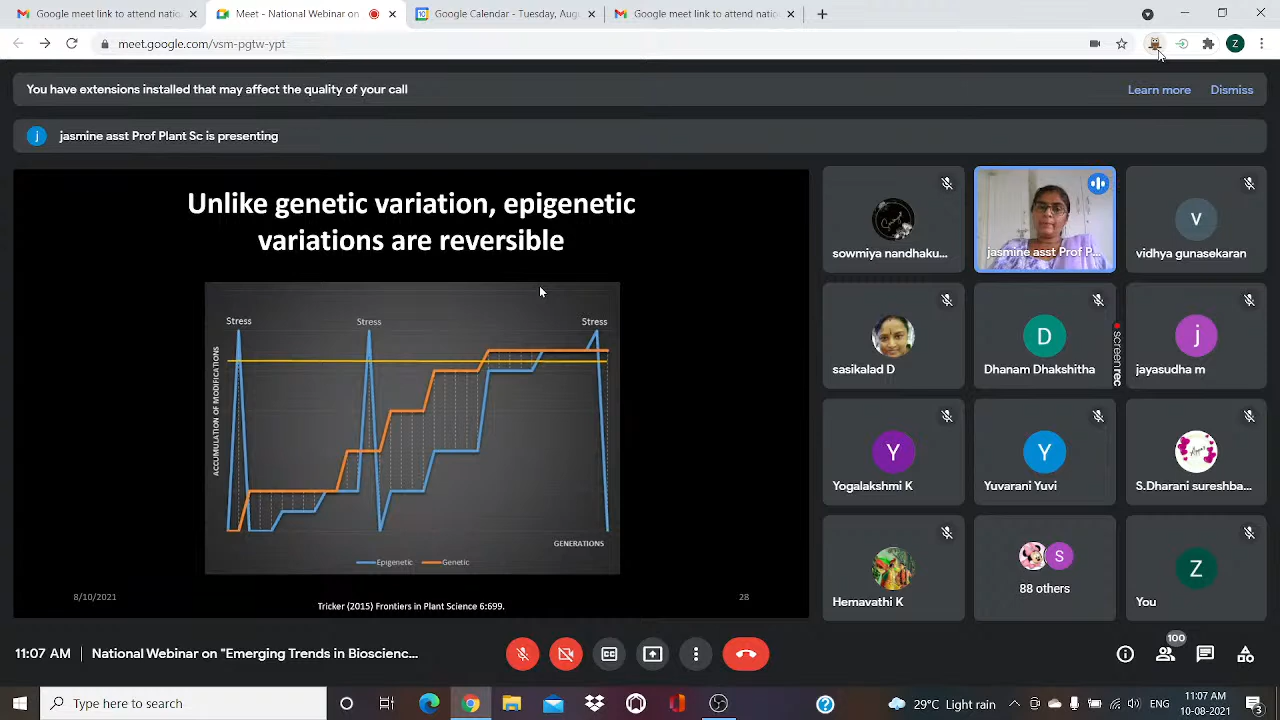 Google meet link to attend nationa
Meet - National Webinar on
Google Calendar - Tuesday, Aug
Google meet link to attend natio
meet.google.com/vsm-pgtw-ypt
Z
You have extensions installed that may affect the quality of your call
Learn more
Dismiss
j
jasmine asst Prof Plant Sc is presenting
Unlike genetic variation, epigenetic
variations are reversible
Stress
Stress
Stress
ACCUMULATION OF MODIFICATIONS
GENERATIONS
Epigenetic
Genetic
8/10/2021
Tricker (2015) Frontiers in Plant Science 6:699.
28
sowmiya nandhaku...
jasmine asst Prof P...
V
vidhya gunasekaran
sasikalad D
D
Dhanam Dhakshitha
screenrec
j
jayasudha m
Y
Yogalakshmi K
Y
Yuvarani Yuvi
S.Dharani sureshba...
Hemavathi K
S
88 others
Z
You
11:07 AM
National Webinar on "Emerging Trends in Bioscienc...
100
Type here to search
29°C Light rain
11:07 AM
10-08-2021